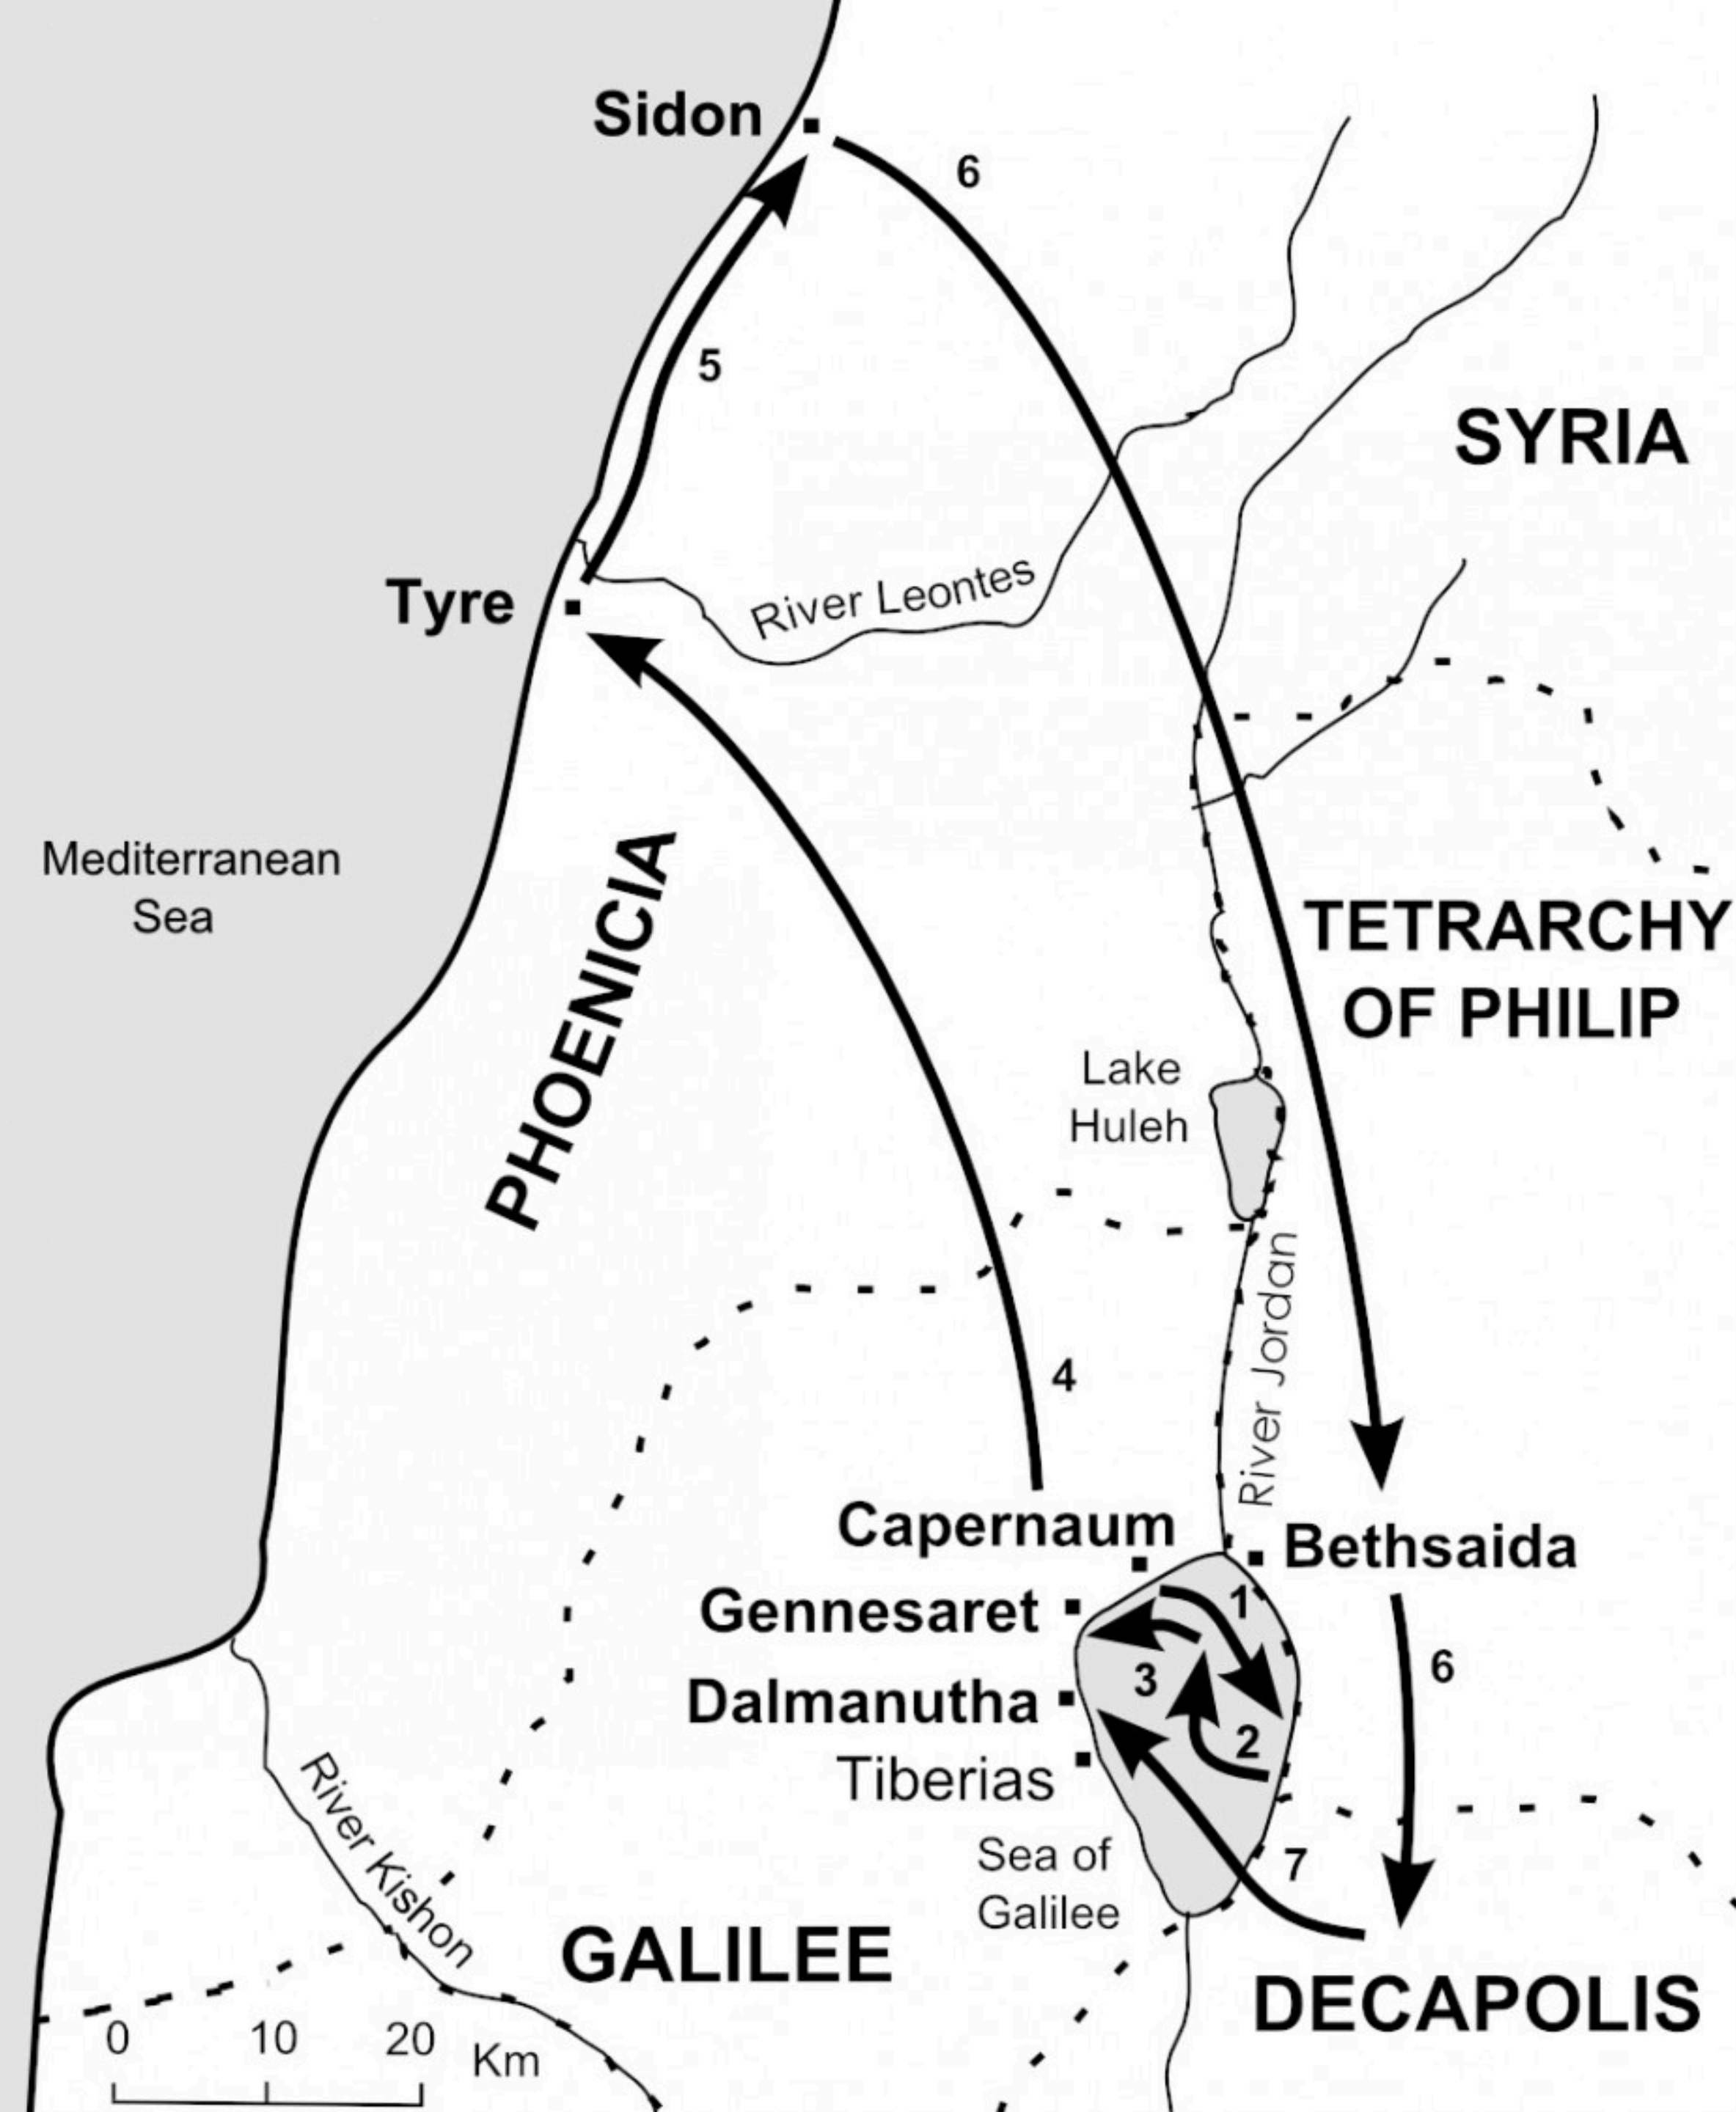 Sidon
6
5
SYRIA
River Leontes
Tyre
Mediterranean
Sea
PHOENICIA
TETRARCHY
OF PHILIP
Lake
Huleh
River Jordan
4
Capernaum
Bethsaida
Gennesaret
1
3
6
Dalmanutha
2
Tiberias
River Kishon
Sea of
Galilee
7
GALILEE
DECAPOLIS
0 10 20 Km